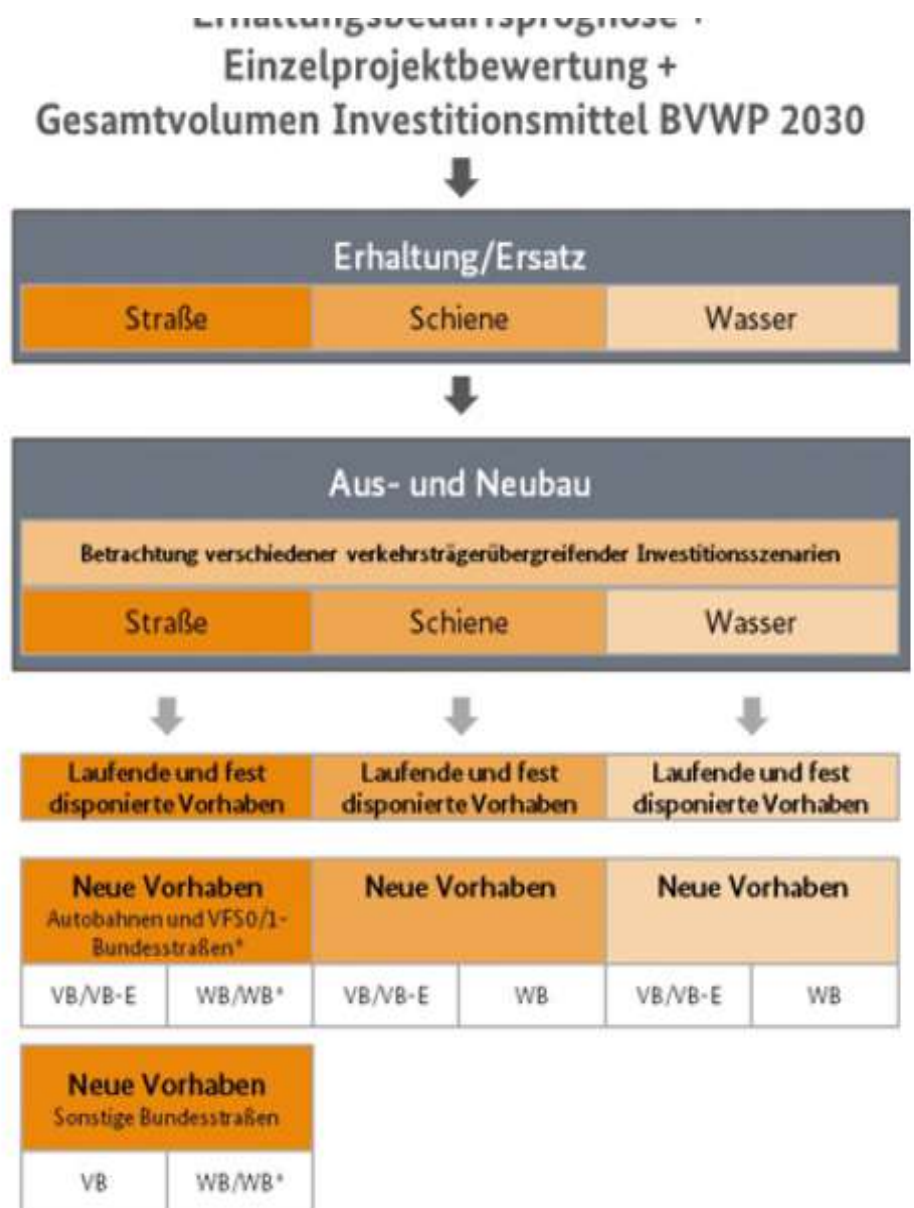 Erhaltungsbedarfsprognose +
Einzelprojektbewertung +
Gesamtvolumen Investitionsmittel BVWP 2030
Erhaltung/Ersatz
Straße Schiene Wasser
Aus- und Neubau
Betrachtung verschiedener verkehrsträgerübergreifender Investitionsszenarien
Straße Schiene Wasser
Laufende und fest
disponierte Vorhaben
Laufende und fest
disponierte Vorhaben
Laufende und fest
disponierte Vorhaben
Neue Vorhaben
Autobahnen und VFS0/1-
Bundesstraßen*
VB/VB-E WB/WB*
Neue Vorhaben
VB/VB-E WB
Neue Vorhaben
VB/VB-E WB
Neue Vorhaben
Sonstige Bundesstraßen
VB WB/WB*